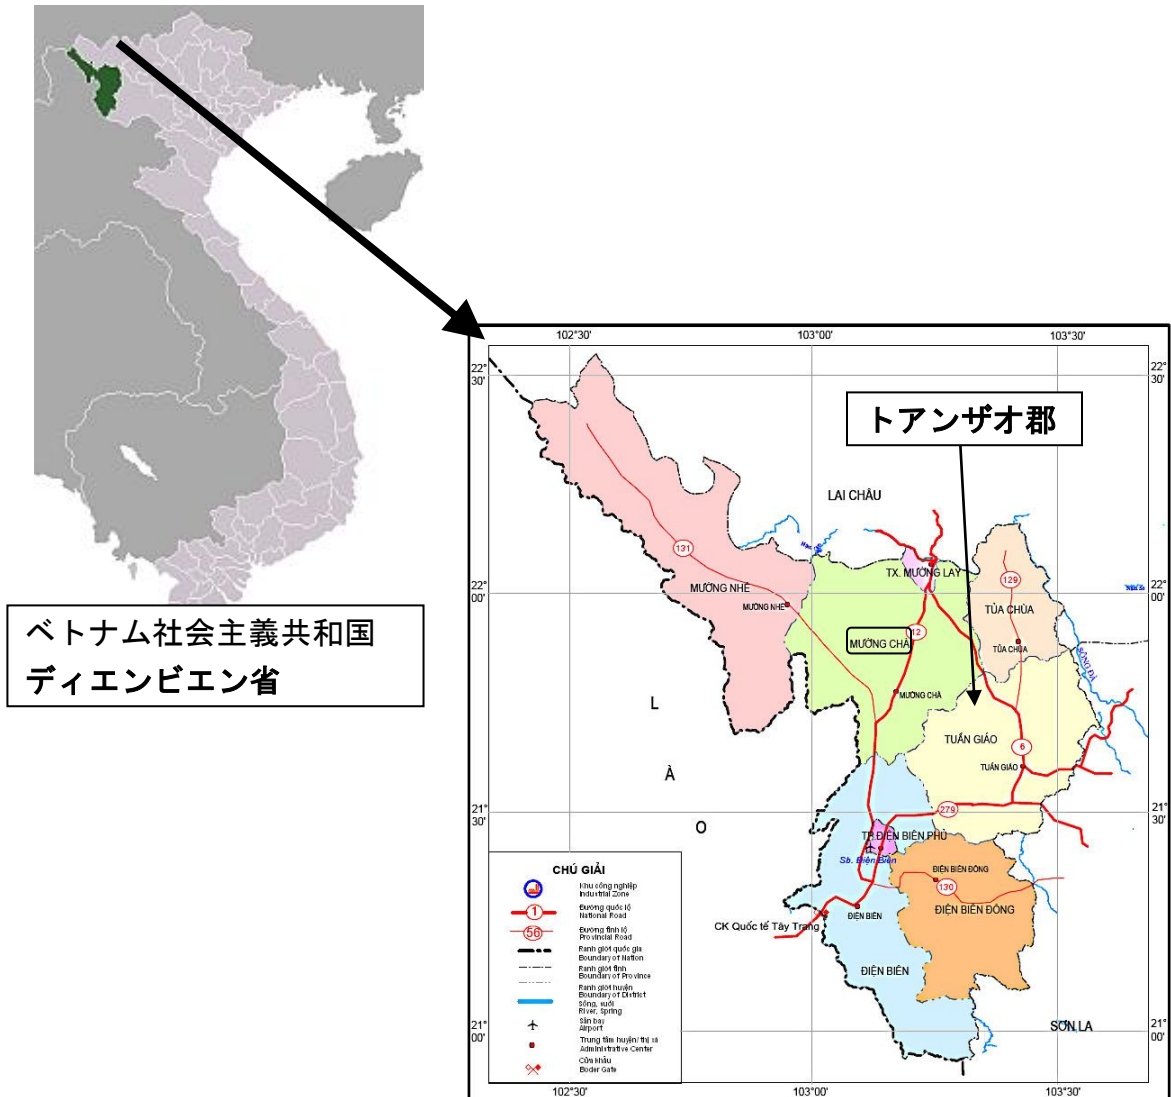 ベトナム社会主義共和国
ディエンビエン省
102°30'
103°00'
103°30'
22°
30'
22°
30'
トアンザオ郡
LAI CHÂU
131
TX. MƯỜNG LAY
129
MƯỜNG NHÉ
MƯỜNG NHÉ
22°
00'
22°
00'
TỦA CHÙA
12
MƯỜNG CHÀ
TỦA CHÙA
SÔNG ĐÀ
MƯỜNG CHÀ
L
À
O
TUẦN GIÁO
6
TUẦN GIÁO
21°
30'
21°
30'
279
TP.ĐIỆN BIÊN PHỦ
Sb. Điện Biên
ĐIỆN BIÊN ĐÔNG
130
ĐIỆN BIÊN ĐÔNG
ĐIỆN BIÊN
CK Quốc tế Tây Trang
ĐIỆN BIÊN
SƠN LA
21°
00'
21°
00'
CHÚ GIẢI
Khu công nghiệp
Industrial Zone
1
Đường quốc lộ
National Road
56
Đường tỉnh lộ
Provincial Road
Ranh giới quốc gia
Boundary of Nation
Ranh giới tỉnh
Boundary of Province
Ranh giới huyện
Boundary of District
Sông, suối
River, Spring
Sân bay
Airport
Trung tâm huyện/ thị xã
Administrative Center
Cửa khẩu
Boder Gate
102°30'
103°00'
103°30'